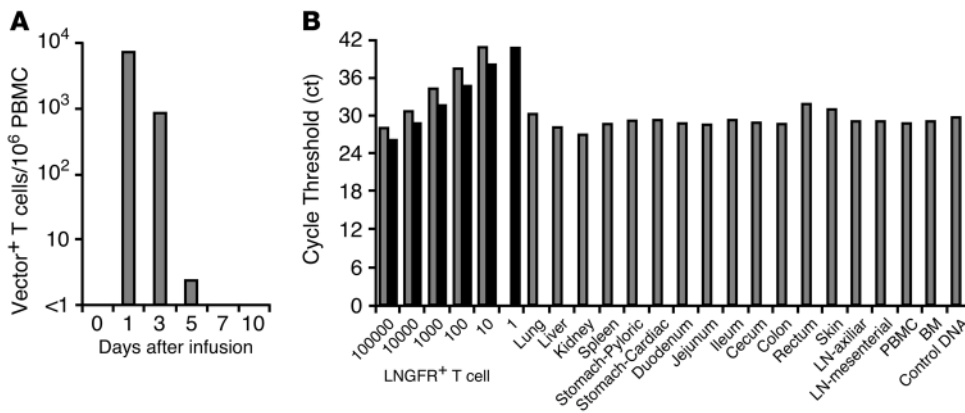 A
Vector+ T cells/10^6 PBMC
10^4
10^3
10^2
10
<1
0 1 3 5 7 10
Days after infusion
B
Cycle Threshold (ct)
42
36
30
24
18
12
6
0
100000
10000
1000
100
10
1
Lung
Liver
Kidney
Spleen
Stomach-Pyloric
Stomach-Cardiac
Duodenum
Jejunum
Ileum
Cecum
Colon
Rectum
Skin
LN-axiliar
LN-mesenterial
PBMC
BM
Control DNA
LNGFR+ T cell